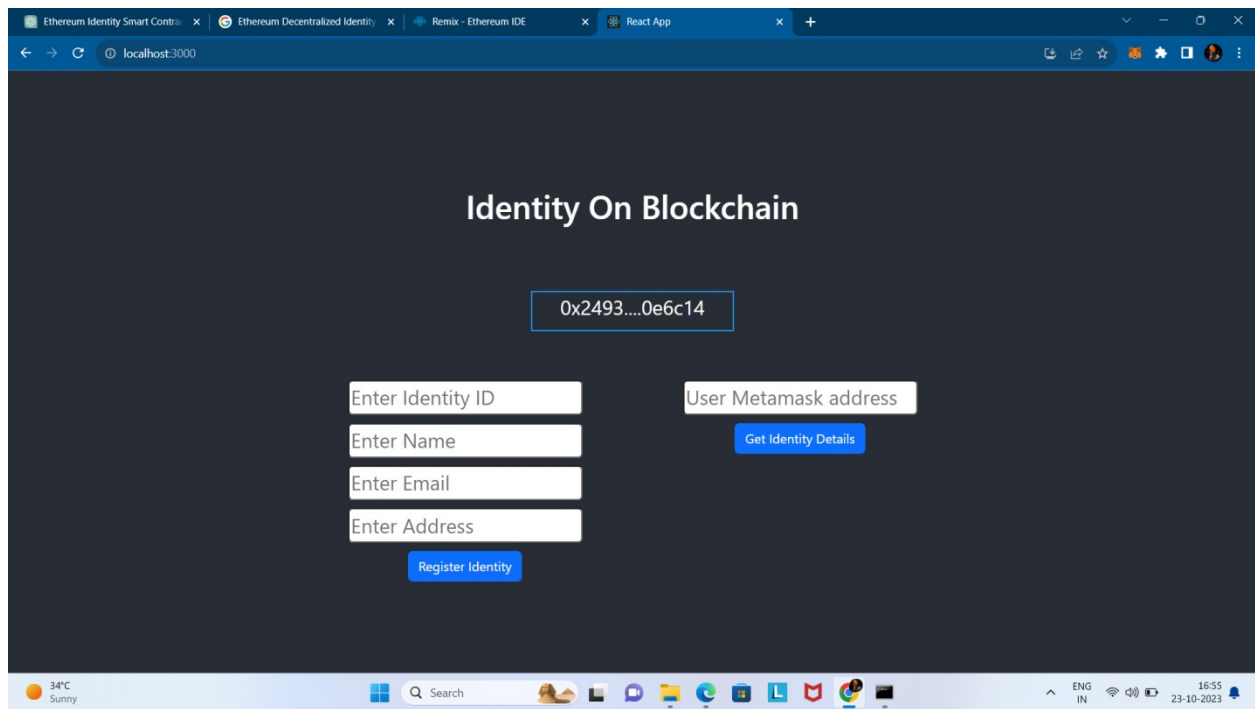 Ethereum Identity Smart Contra
Ethereum Decentralized Identity
Remix - Ethereum IDE
React App
localhost:3000
Identity On Blockchain
0x2493....0e6c14
Enter Identity ID
Enter Name
Enter Email
Enter Address
Register Identity
User Metamask address
Get Identity Details
34°C
Sunny
Search
ENG
IN
16:55
23-10-2023